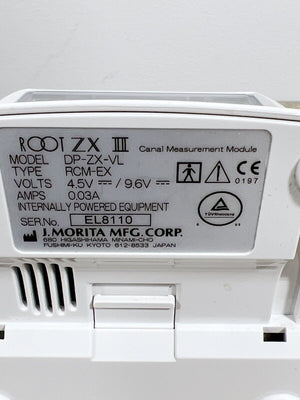 ROOT ZX III Canal Measurement Module
MODEL DP-ZX-VL
TYPE RCM-EX
VOLTS 4.5V⎓ / 9.6V⎓
AMPS 0.03A
INTERNALLY POWERED EQUIPMENT
SER.No. EL8110
J.MORITA MFG.CORP.
680 HIGASHIHAMA MINAMI-CHO
FUSHIMI-KU KYOTO 612-8533 JAPAN
CE
0197
TÜVRheinland